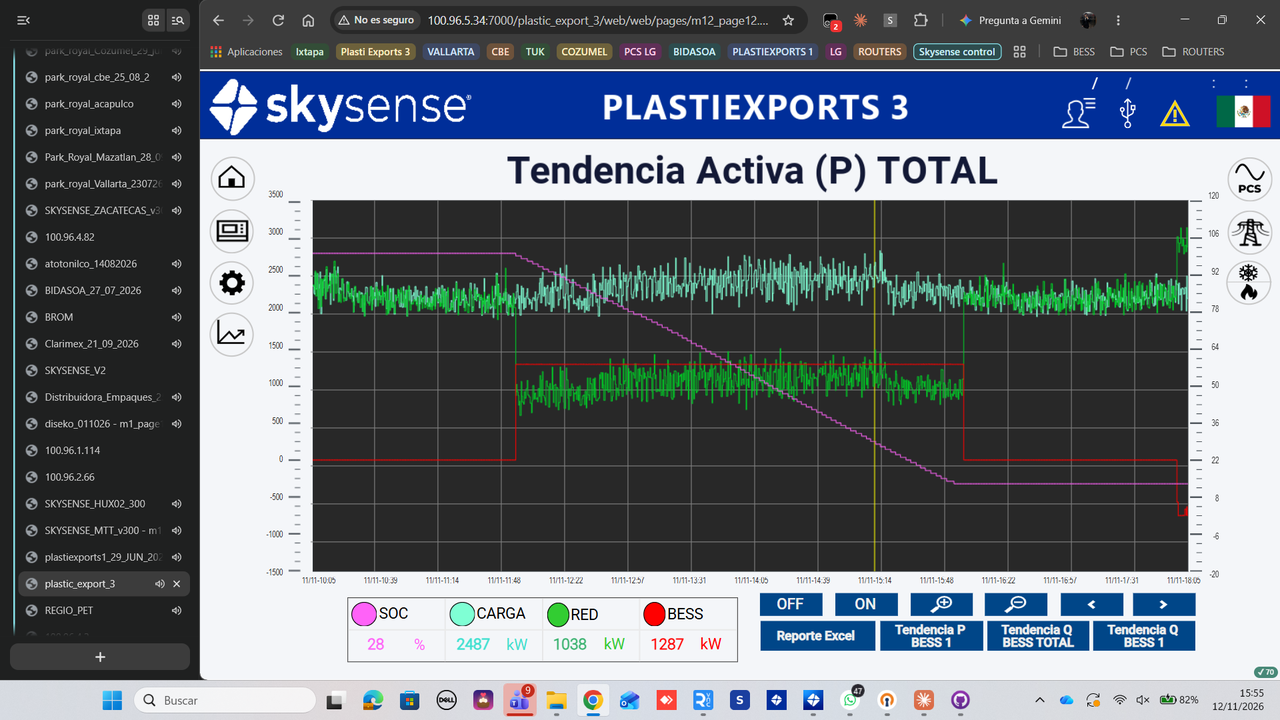 No es seguro
100.96.5.34:7000/plastic_export_3/web/web/pages/m12_page12....
2
S
Pregunta a Gemini
Aplicaciones
Ixtapa
Plasti Exports 3
VALLARTA
CBE
TUK
COZUMEL
PCS LG
BIDASOA
PLASTIEXPORTS 1
LG
ROUTERS
Skysense control
BESS
PCS
ROUTERS
park_royal_cbe_25_08_2
park_royal_acapulco
park_royal_ixtapa
Park_Royal_Mazatlan_28_0
park_royal_Vallarta_230726
100.96.4.82
atotonilco_14082026
BIDASOA_27_07_2026
BROM
Clarimex_21_09_2026
SKYSENSE_V2
100.96.1.114
100.96.2.66
SKYSENSE_HUXS_300
SKYSENSE_MTT_e300 - m1
plastiexports1_29_JUN_202
plastic_export_3
REGIO_PET
skysense
PLASTIEXPORTS 3
/ /
: :
Tendencia Activa (P) TOTAL
PCS
3500
3000
2500
2000
1500
1000
500
0
-500
-1000
-1500
120
106
92
78
64
50
36
22
8
-6
-20
11/11-10:05
11/11-10:39
11/11-11:14
11/11-11:48
11/11-12:22
11/11-12:57
11/11-13:31
11/11-14:05
11/11-14:39
11/11-15:14
11/11-15:48
11/11-16:22
11/11-16:57
11/11-17:31
11/11-18:05
SOC
CARGA
RED
BESS
28 %
2487 kW
1038 kW
1287 kW
OFF
ON
<
>
Reporte Excel
Tendencia P
BESS 1
Tendencia Q
BESS TOTAL
Tendencia Q
BESS 1
70
Buscar
DELL
9
S
47
82%
15:55
12/11/2026